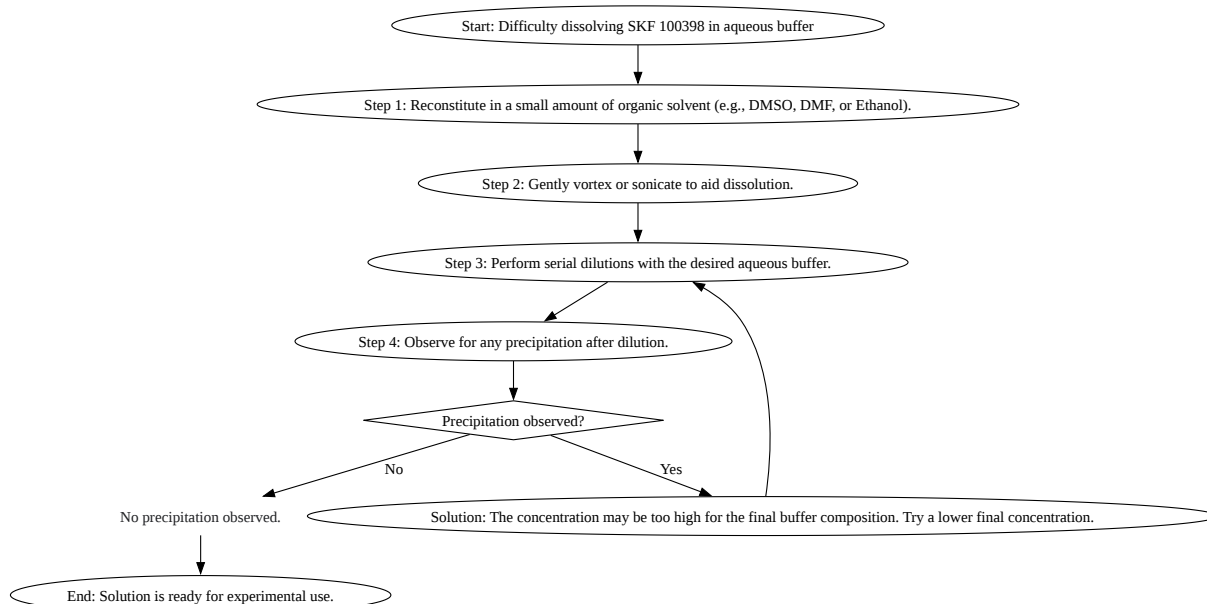 Start: Difficulty dissolving SKF 100398 in aqueous buffer
Step 1: Reconstitute in a small amount of organic solvent (e.g., DMSO, DMF, or Ethanol).
Step 2: Gently vortex or sonicate to aid dissolution.
Step 3: Perform serial dilutions with the desired aqueous buffer.
Step 4: Observe for any precipitation after dilution.
Precipitation observed?
No
Yes
No precipitation observed.
Solution: The concentration may be too high for the final buffer composition. Try a lower final concentration.
End: Solution is ready for experimental use.